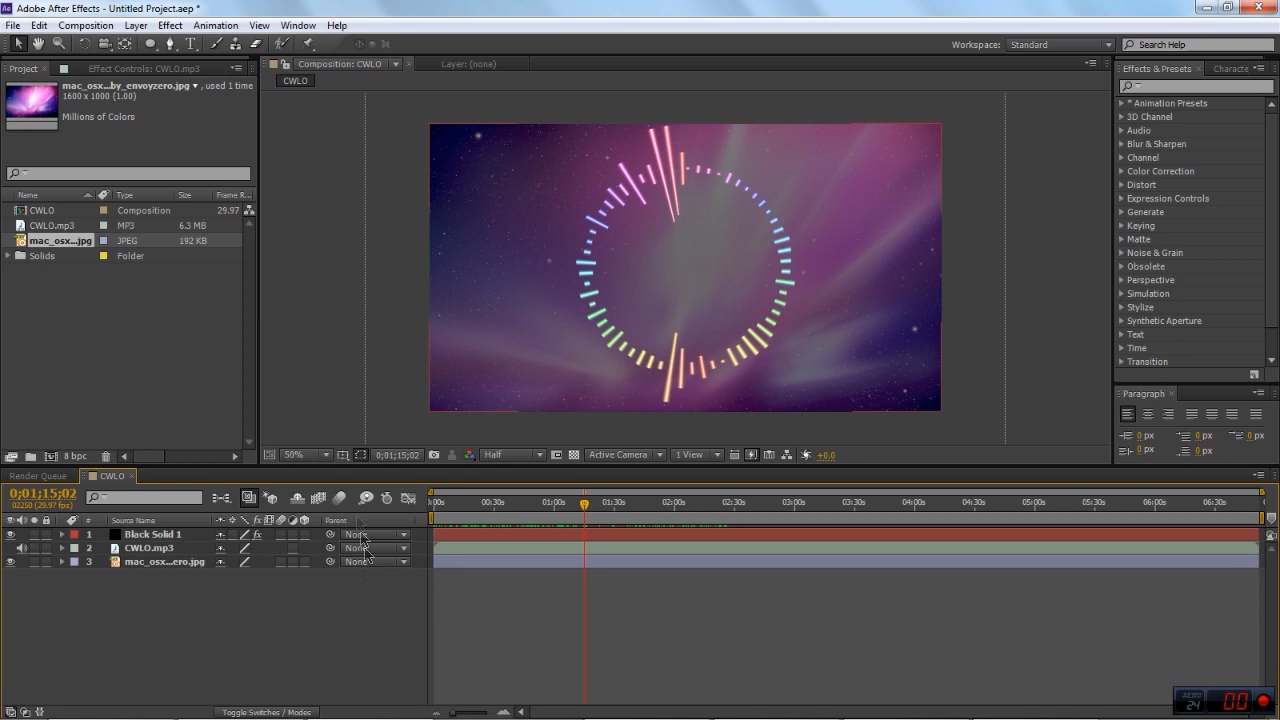 Ae Adobe After Effects - Untitled Project.aep *
File Edit Composition Layer Effect Animation View Window Help
Workspace: Standard Search Help
Project × Effect Controls: CWLO.mp3
Composition: CWLO Layer: (none)
Effects & Presets × Characte
CWLO
mac_osx...by_envoyzero.jpg ▼ , used 1 time
1600 x 1000 (1.00)
Millions of Colors
Name Type Size Frame R...
CWLO Composition 29.97
CWLO.mp3 MP3 6.3 MB
mac_osx...jpg JPEG 192 KB
Solids Folder
* Animation Presets
3D Channel
Audio
Blur & Sharpen
Channel
Color Correction
Distort
Expression Controls
Generate
Keying
Matte
Noise & Grain
Obsolete
Perspective
Simulation
Stylize
Synthetic Aperture
Text
Time
Transition
Paragraph ×
0 px 0 px 0 px
0 px 0 px
8 bpc
50% 0;01;15;02 Half Active Camera 1 View +0.0
Render Queue CWLO ×
0;01;15;02
02250 (29.97 fps)
:00s 00:30s 01:00s 01:30s 02:00s 02:30s 03:00s 03:30s 04:00s 04:30s 05:00s 05:30s 06:00s 06:30s
# Source Name fx Parent
1 Black Solid 1 fx None
2 CWLO.mp3 None
3 mac_osx...ero.jpg None
Toggle Switches / Modes
AERO
24
00